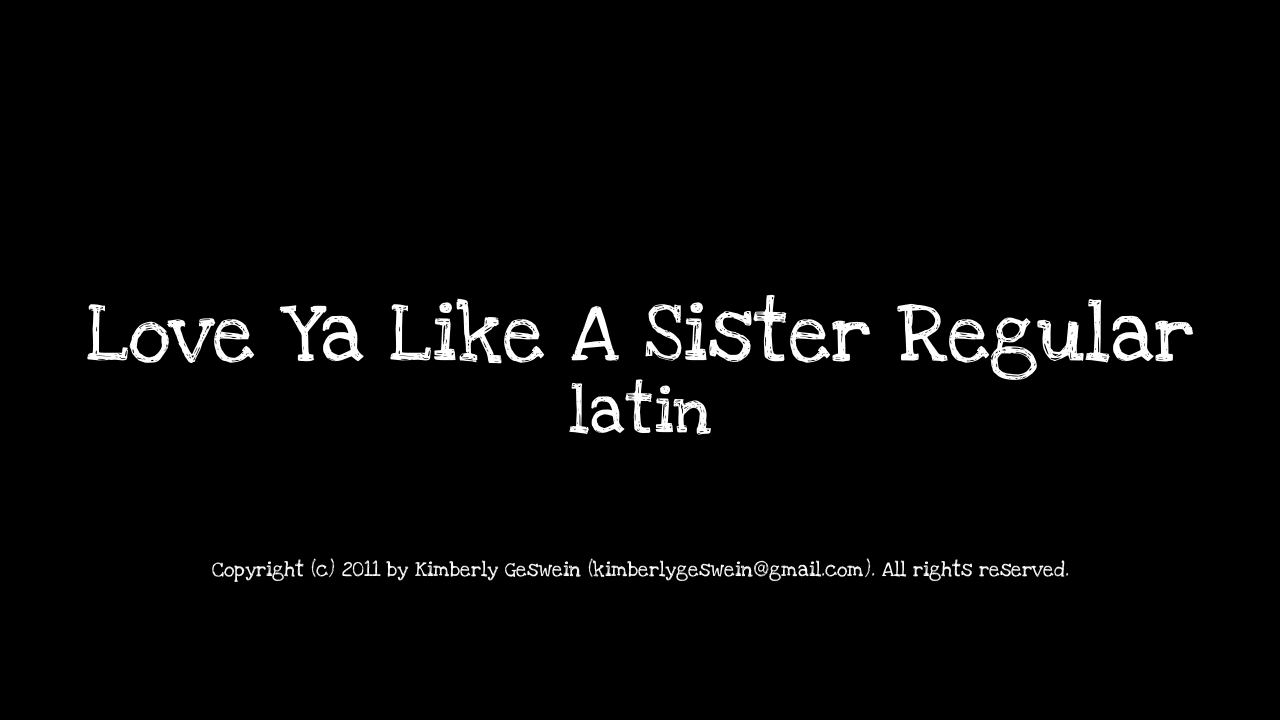 Love Ya Like A Sister Regular
latin
Copyright (c) 2011 by Kimberly Geswein (kimberlygeswein@gmail.com). All rights reserved.